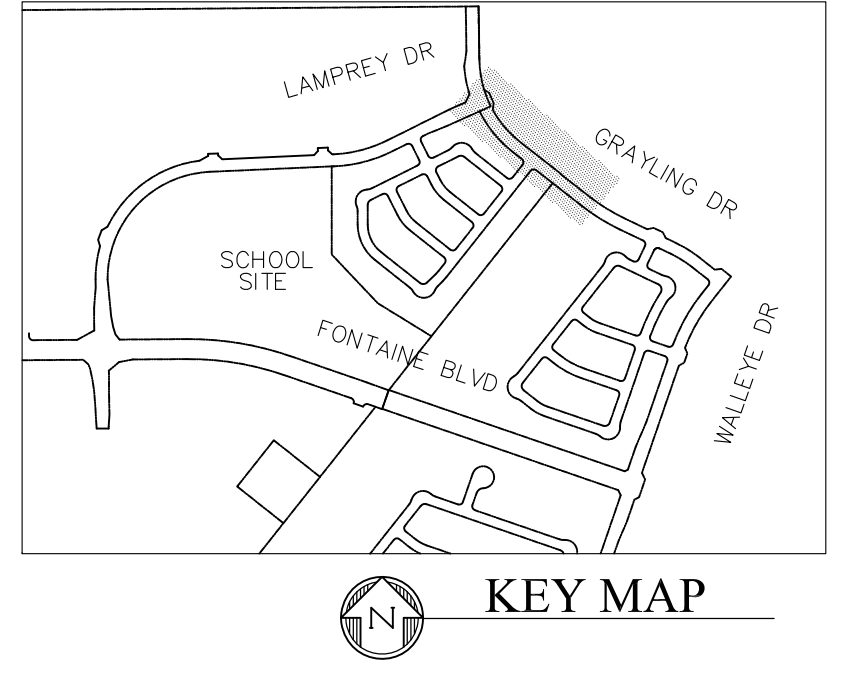 LAMPREY DR
GRAYLING DR
SCHOOL
SITE
FONTAINE BLVD
WALLEYE DR
N
KEY MAP